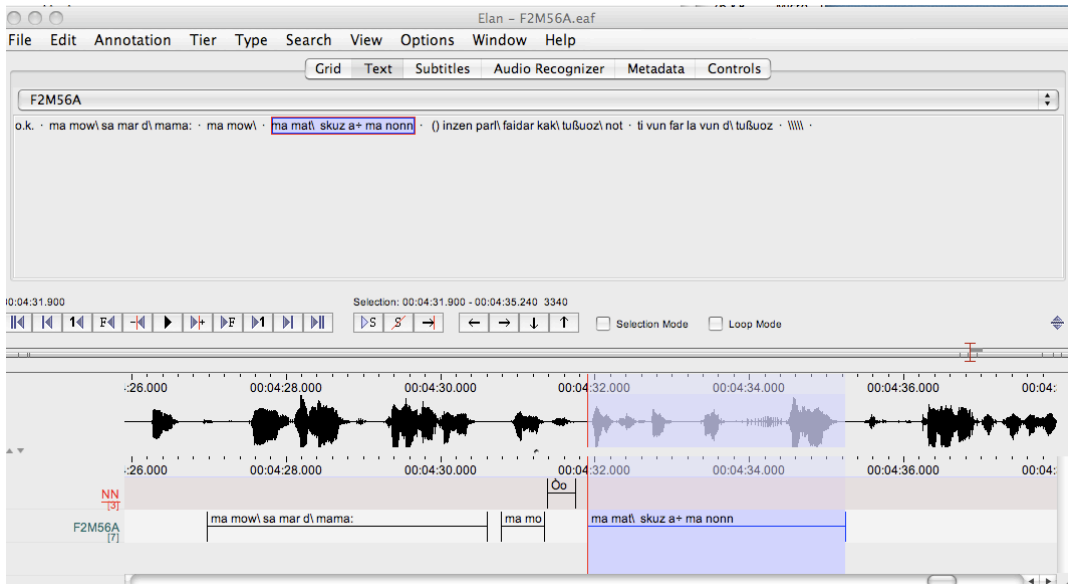 Elan - F2M56A.eaf
File Edit Annotation Tier Type Search View Options Window Help
Grid Text Subtitles Audio Recognizer Metadata Controls
F2M56A
o.k. · ma mow\ sa mar d\ mama: · ma mow\ · ma mat\ skuz a+ ma nonn · () inzen parl\ faidar kak\ tußuoz\ not · ti vun far la vun d\ tußuoz · \\\\\ ·
0:04:31.900 Selection: 00:04:31.900 - 00:04:35.240 3340
Selection Mode Loop Mode
:26.000 00:04:28.000 00:04:30.000 00:04:32.000 00:04:34.000 00:04:36.000 00:04:
:26.000 00:04:28.000 00:04:30.000 00:04:32.000 00:04:34.000 00:04:36.000 00:04:
NN
[3]
Oo
F2M56A
[7]
ma mow\ sa mar d\ mama: ma mo ma mat\ skuz a+ ma nonn